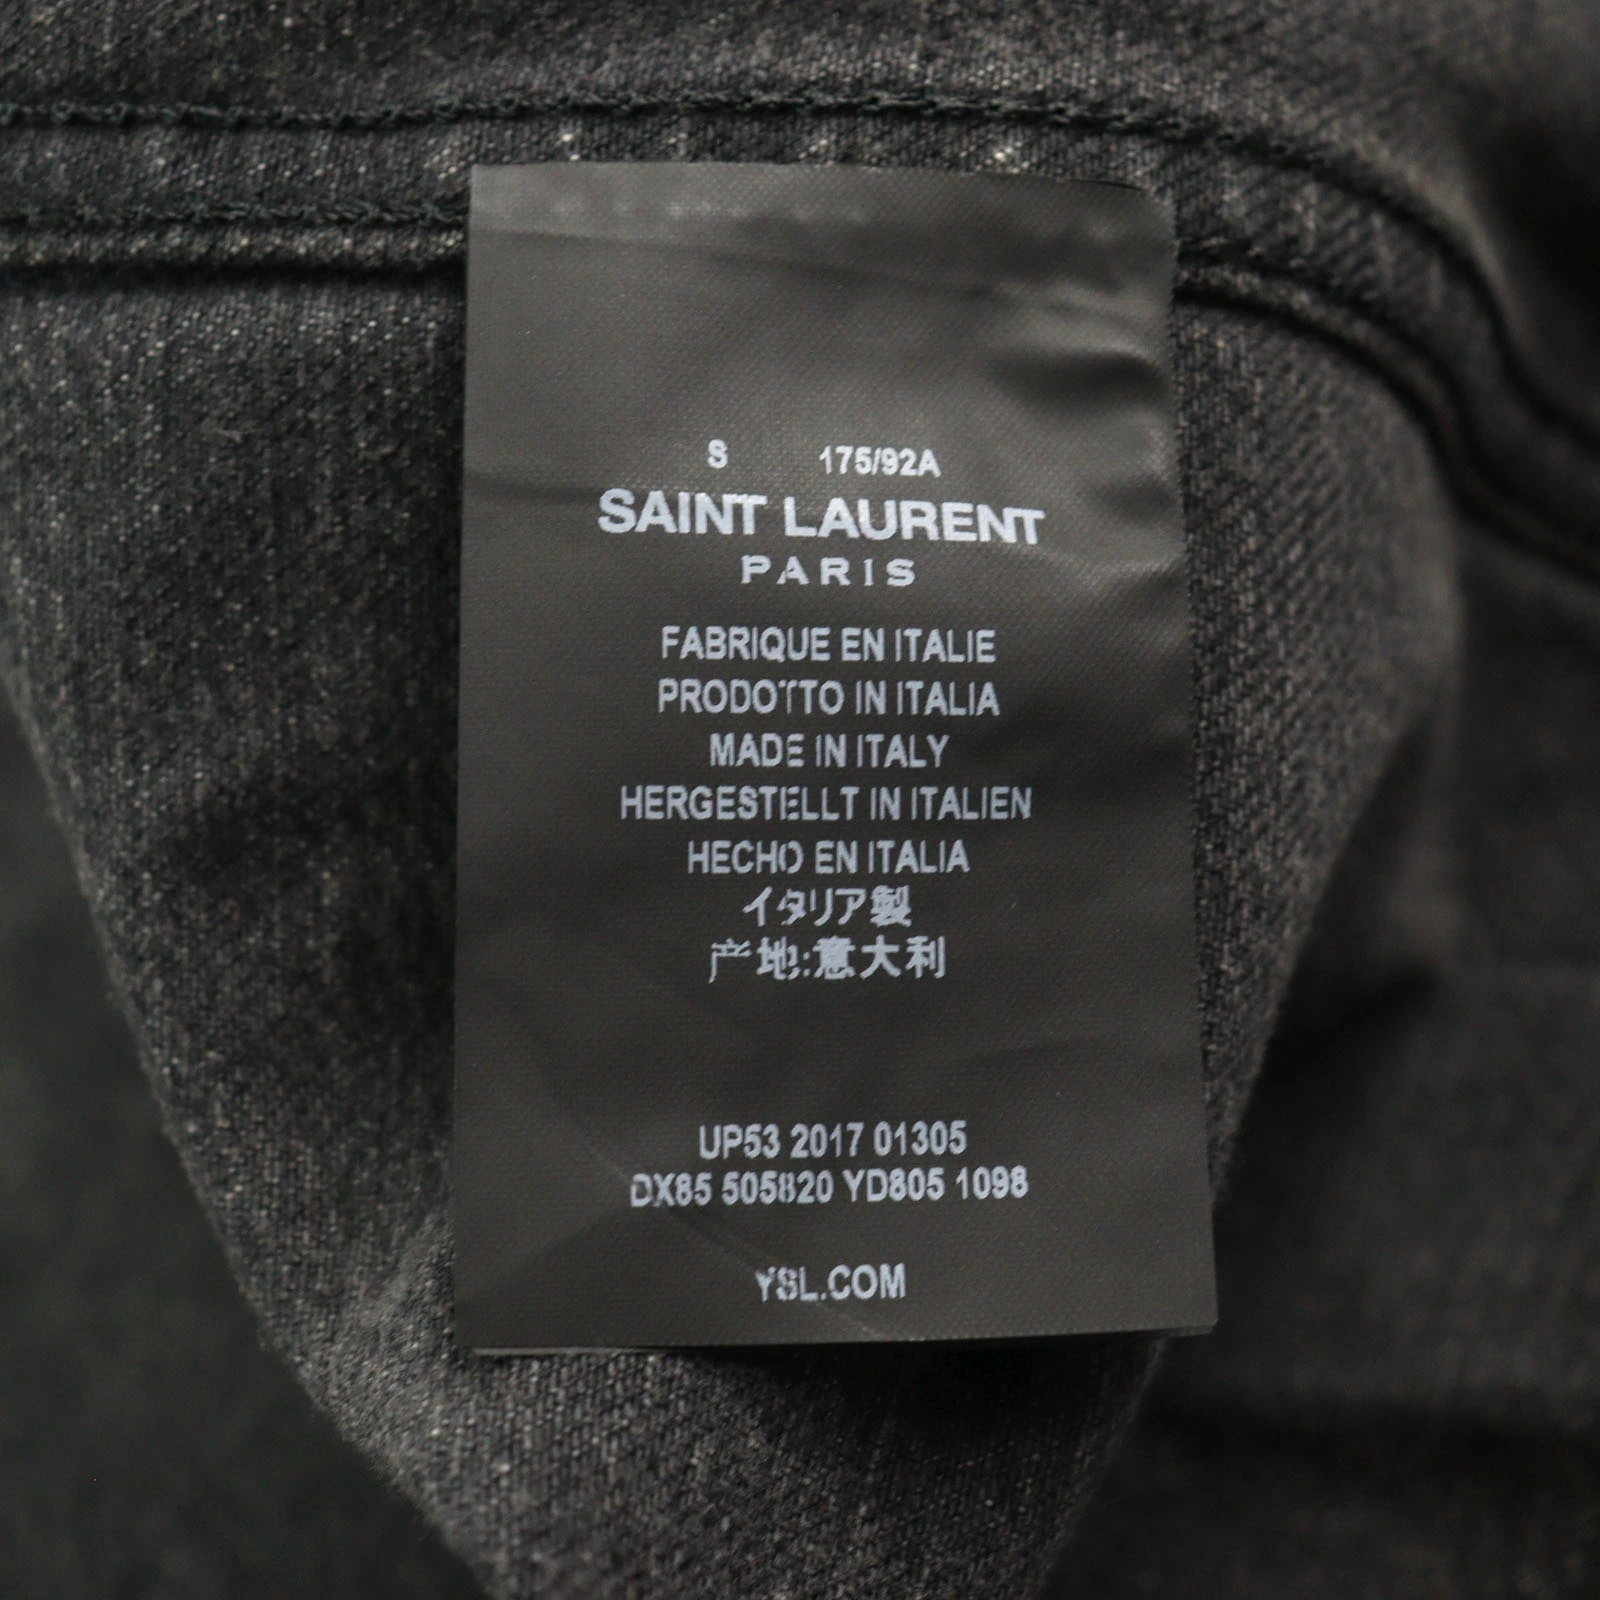 S 175/92A
SAINT LAURENT
PARIS
FABRIQUE EN ITALIE
PRODOTTO IN ITALIA
MADE IN ITALY
HERGESTELLT IN ITALIEN
HECHO EN ITALIA
イタリア製
产地:意大利
UP53 2017 01305
DX85 505820 YD805 1098
YSL.COM